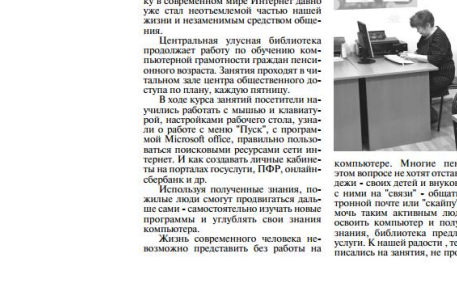 ку в современном мире Интернет давно
уже стал неотъемлемой частью нашей
жизни и незаменимым средством обще-
ния.
Центральная улусная библиотека
продолжает работу по обучению ком-
пьютерной грамотности граждан пенси-
онного возраста. Занятия проходят в чи-
тальном зале центра общественного до-
ступа по плану, каждую пятницу.
В ходе курса занятий посетители на-
учились работать с мышью и клавиату-
рой, настройками рабочего стола, узна-
ли о работе с меню "Пуск", с програм-
мой Microsoft office, правильно пользо-
ваться поисковыми ресурсами сети ин-
тернет. И как создавать личные кабине-
ты на порталах госуслуги, ПФР, онлайн-
сбербанк и др.
Используя полученные знания, по-
жилые люди смогут продвигаться даль-
ше сами - самостоятельно изучать новые
программы и углублять свои знания
компьютера.
Жизнь современного человека не-
возможно представить без работы на
компьютере. Многие пен
этом вопросе не хотят отстав
дежи - своих детей и внуков
с ними на "связи" - общать
тронной почте или "скайпу
мочь таким активным люд
освоить компьютер и полу
знания, библиотека предл
услуги. К нашей радости , те
писались на занятия, не про